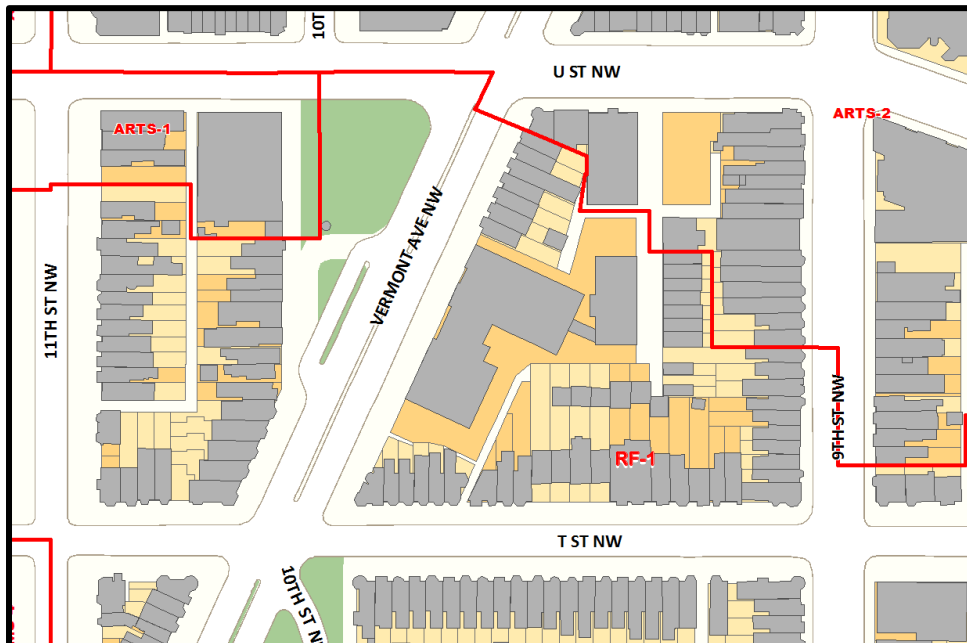 10T
U ST NW
ARTS-1
ARTS-2
VERMONT AVE NW
11TH ST NW
9TH ST NW
RF-1
T ST NW
10TH ST N